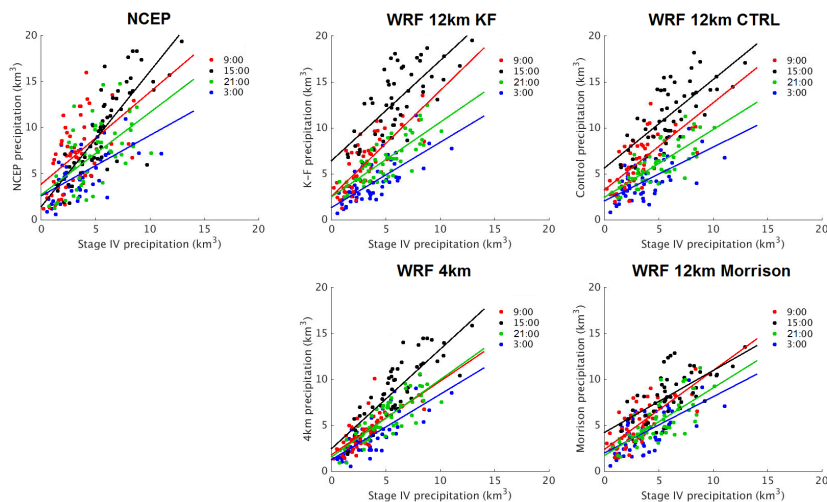 NCEP
20
15
10
5
0
NCEP precipitation (km³)
0 5 10 15 20
Stage IV precipitation (km³)
9:00
15:00
21:00
3:00
WRF 12km KF
20
15
10
5
0
K-F precipitation (km³)
0 5 10 15 20
Stage IV precipitation (km³)
9:00
15:00
21:00
3:00
WRF 12km CTRL
20
15
10
5
0
Control precipitation (km³)
0 5 10 15 20
Stage IV precipitation (km³)
9:00
15:00
21:00
3:00
WRF 4km
20
15
10
5
0
4km precipitation (km³)
0 5 10 15 20
Stage IV precipitation (km³)
9:00
15:00
21:00
3:00
WRF 12km Morrison
20
15
10
5
0
Morrison precipitation (km³)
0 5 10 15 20
Stage IV precipitation (km³)
9:00
15:00
21:00
3:00